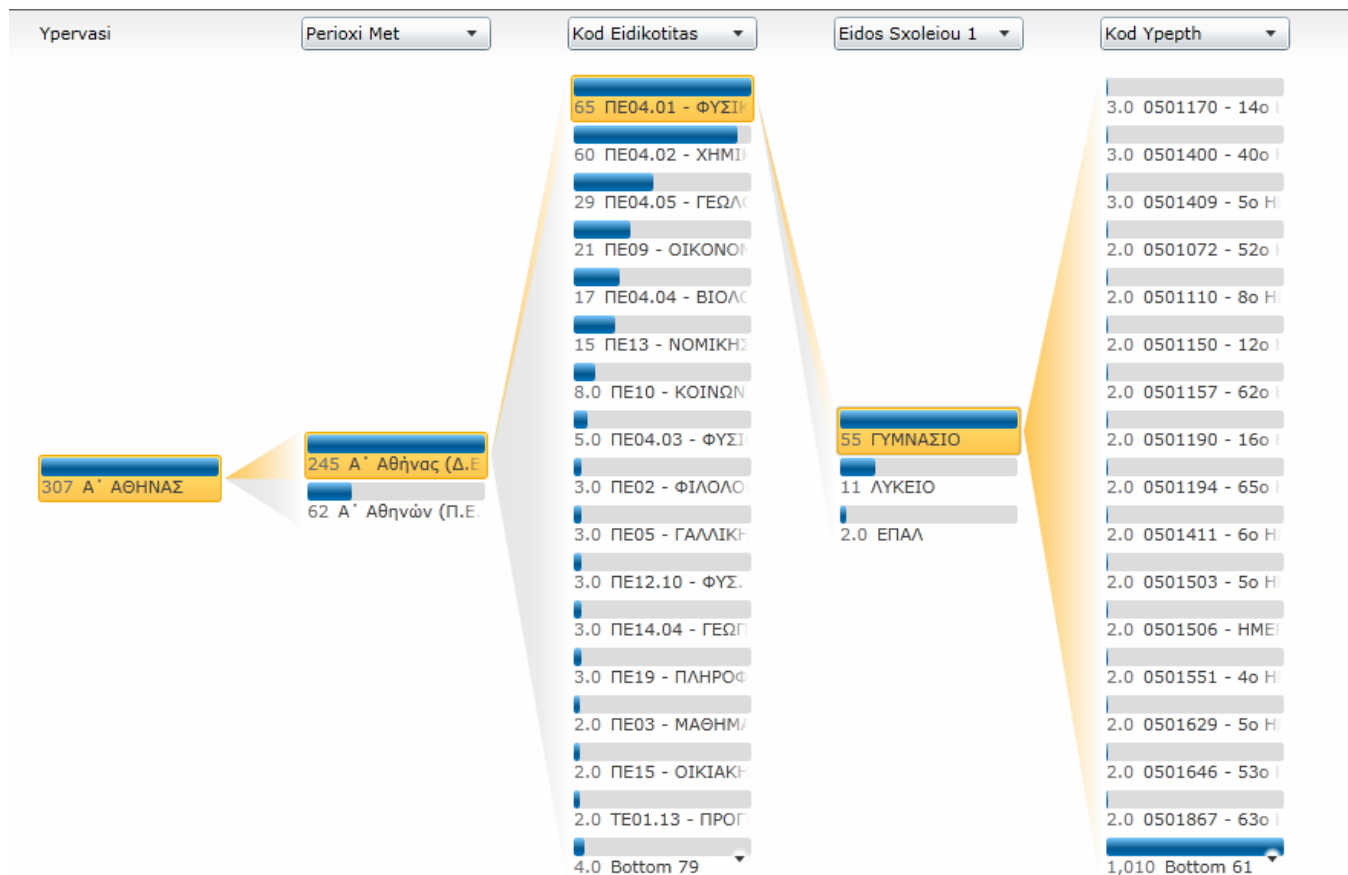 Ypervasi
Perioxi Met
Kod Eidikotitas
Eidos Sxoleiou 1
Kod Ypepth
307 Α΄ ΑΘΗΝΑΣ
245 Α΄ Αθήνας (Δ.Ε
62 Α΄ Αθηνών (Π.Ε.
65 ΠΕ04.01 - ΦΥΣΙΚ
60 ΠΕ04.02 - ΧΗΜΙΚ
29 ΠΕ04.05 - ΓΕΩΛΟ
21 ΠΕ09 - ΟΙΚΟΝΟΜ
17 ΠΕ04.04 - ΒΙΟΛΟ
15 ΠΕ13 - ΝΟΜΙΚΗΣ
8.0 ΠΕ10 - ΚΟΙΝΩΝ
5.0 ΠΕ04.03 - ΦΥΣΙ
3.0 ΠΕ02 - ΦΙΛΟΛΟ
3.0 ΠΕ05 - ΓΑΛΛΙΚΗ
3.0 ΠΕ12.10 - ΦΥΣ.
3.0 ΠΕ14.04 - ΓΕΩΠ
3.0 ΠΕ19 - ΠΛΗΡΟΦ
2.0 ΠΕ03 - ΜΑΘΗΜΑ
2.0 ΠΕ15 - ΟΙΚΙΑΚΗ
2.0 ΤΕ01.13 - ΠΡΟΓ
4.0 Bottom 79
55 ΓΥΜΝΑΣΙΟ
11 ΛΥΚΕΙΟ
2.0 ΕΠΑΛ
3.0 0501170 - 14ο
3.0 0501400 - 40ο
3.0 0501409 - 5ο Η
2.0 0501072 - 52ο
2.0 0501110 - 8ο Η
2.0 0501150 - 12ο
2.0 0501157 - 62ο
2.0 0501190 - 16ο
2.0 0501194 - 65ο
2.0 0501411 - 6ο Η
2.0 0501503 - 5ο Η
2.0 0501506 - ΗΜΕΡ
2.0 0501551 - 4ο Η
2.0 0501629 - 5ο Η
2.0 0501646 - 53ο
2.0 0501867 - 63ο
1,010 Bottom 61